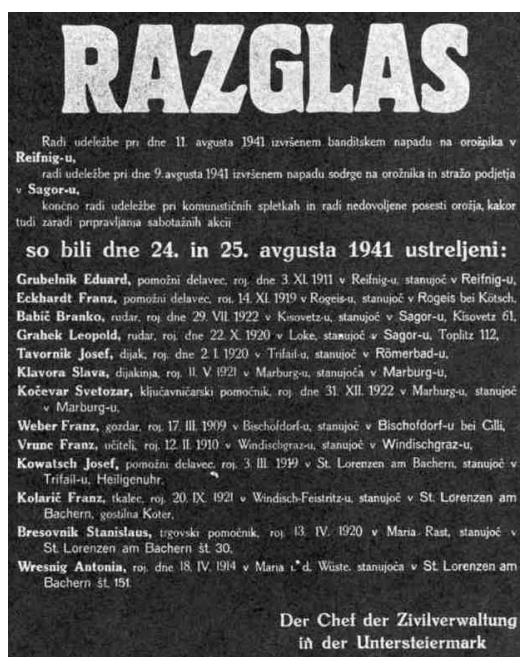 RAZGLAS
Radi udeležbe pri dne 11. avgusta 1941 izvršenem banditskem napadu na orožnika v
Reifnig-u,
radi udeležbe pri dne 9. avgusta 1941 izvršenem napadu sodrge na orožnika in stražo podjetja
v Sagor-u,
končno radi udeležbe pri komunističnih spletkah in radi nedovoljene posesti orožja, kakor
tudi zaradi pripravljanja sabotažnih akcij
so bili dne 24. in 25. avgusta 1941 ustreljeni:
Grubelnik Eduard, pomožni delavec, roj. dne 3. XI. 1911 v Reifnig-u, stanujoč v Reifnig-u,
Eckhardt Franz, pomožni delavec, roj. 14. XI. 1919 v Rogeis-u, stanujoč v Rogeis bei Kötsch,
Babič Branko, rudar, roj. dne 29. VII. 1922 v Kisovetz-u, stanujoč v Sagor-u, Kisovetz 61,
Grahek Leopold, rudar, roj. dne 22. X. 1920 v Loke, stanujoč v Sagor-u, Toplitz 112,
Tavornik Josef, dijak, roj. dne 2. I. 1920 v Trifail-u, stanujoč v Römerbad-u,
Klavora Slava, dijakinja, roj. 11. V. 1921 v Marburg-u, stanujoča v Marburg-u,
Kočevar Svetozar, ključavničarski pomočnik, roj. dne 31. XII. 1922 v Marburg-u, stanujoč
v Marburg-u,
Weber Franz, gozdar, roj. 17. III. 1909 v Bischofdorf-u, stanujoč v Bischofdorf-u bei Cilli,
Vrunc Franz, učitelj, roj. 12. II. 1910 v Windischgraz-u, stanujoč v Windischgraz-u,
Kowatsch Josef, pomožni delavec, roj. 3. III. 1919 v St. Lorenzen am Bachern, stanujoč v
Trifail-u, Heiligenuhr,
Kolarič Franz, tkalec, roj. 20. IX. 1921 v Windisch-Feistritz-u, stanujoč v St. Lorenzen am
Bachern, gostilna Koter,
Bresovnik Stanislaus, trgovski pomočnik, roj. 13. IV. 1920 v Maria Rast, stanujoč v
St. Lorenzen am Bachern št. 30,
Wresnig Antonia, roj. dne 18. IV. 1914 v Maria i. d. Wüste, stanujoča v St. Lorenzen am
Bachern št. 151.
Der Chef der Zivilverwaltung
in der Untersteiermark